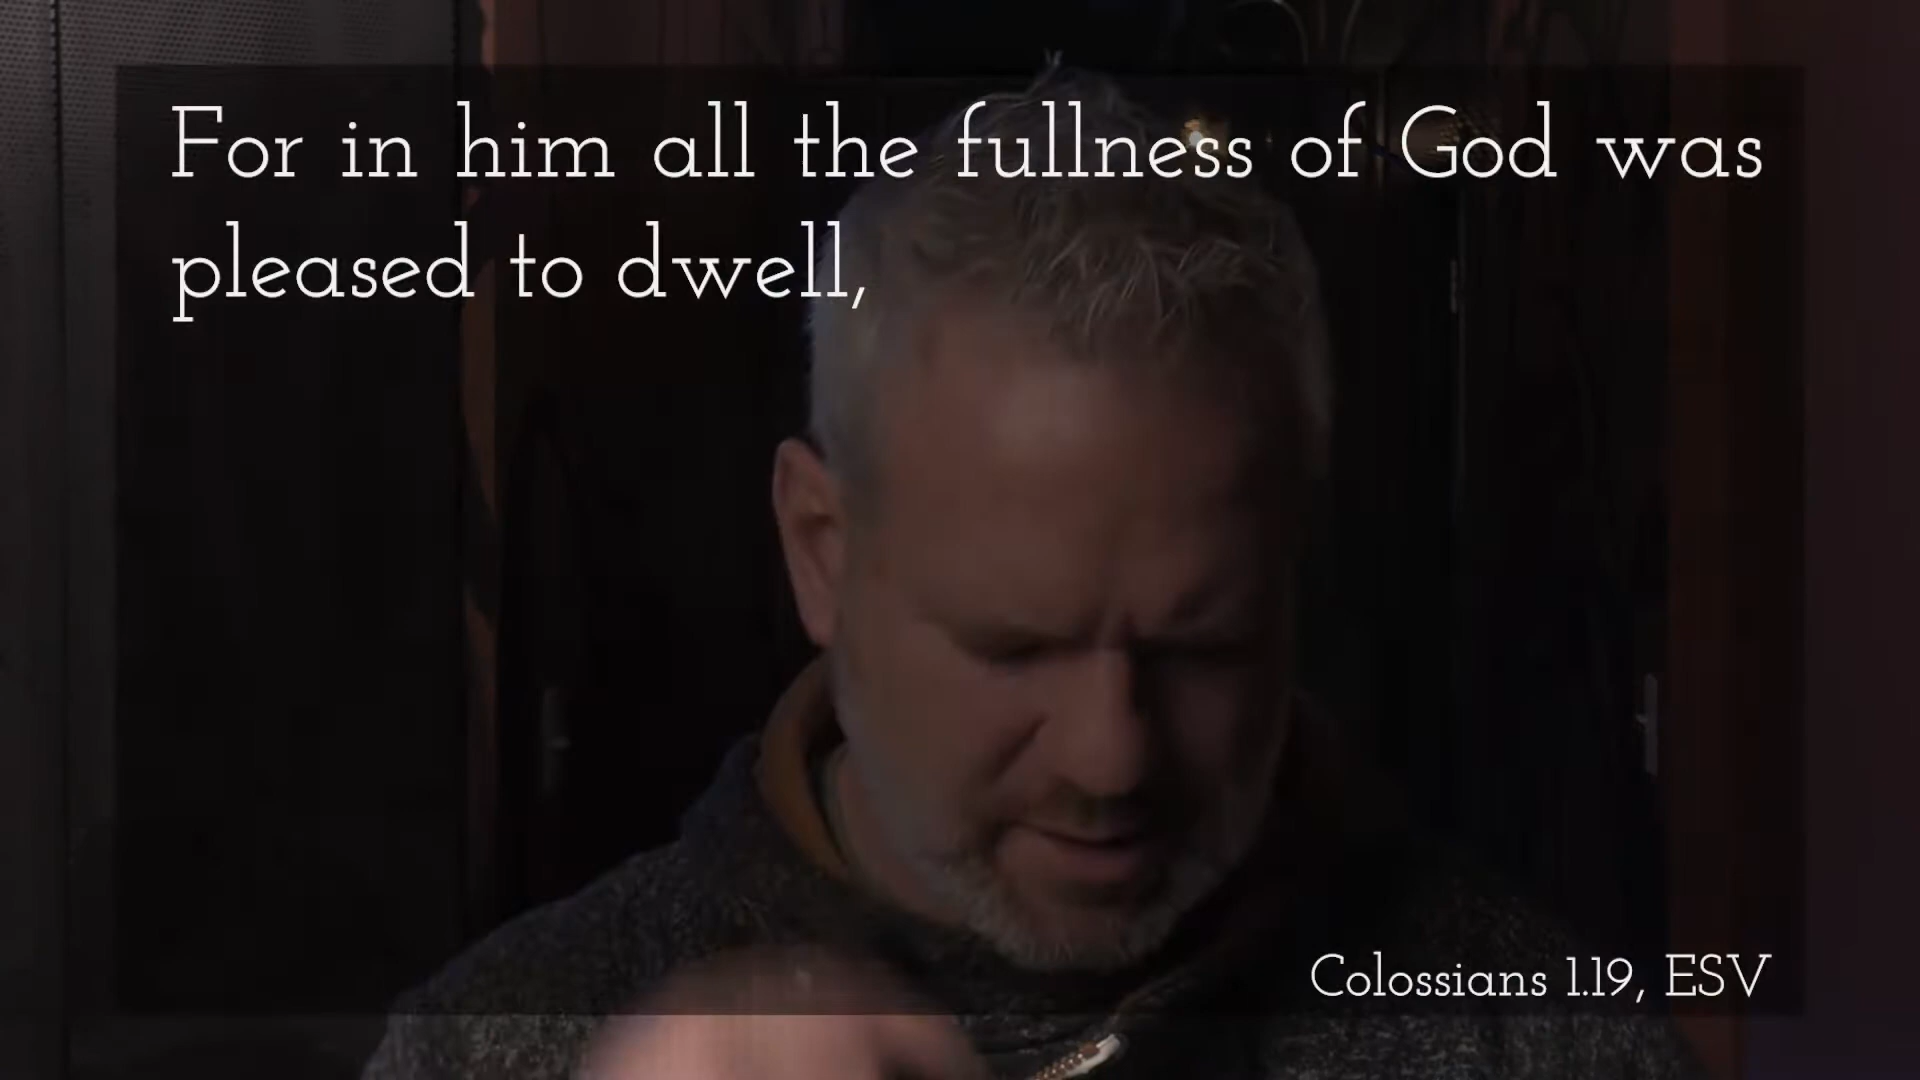 For in him all the fullness of God was
pleased to dwell,
Colossians 1.19, ESV